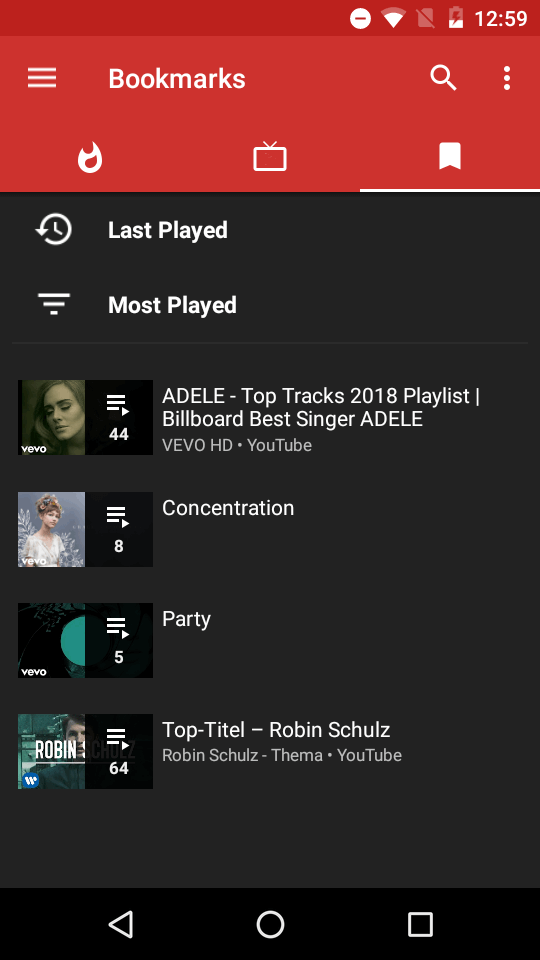 12:59
Bookmarks
Last Played
Most Played
vevo
44
ADELE - Top Tracks 2018 Playlist |
Billboard Best Singer ADELE
VEVO HD • YouTube
vevo
8
Concentration
vevo
5
Party
ROBIN SCHULZ
64
Top-Titel – Robin Schulz
Robin Schulz - Thema • YouTube